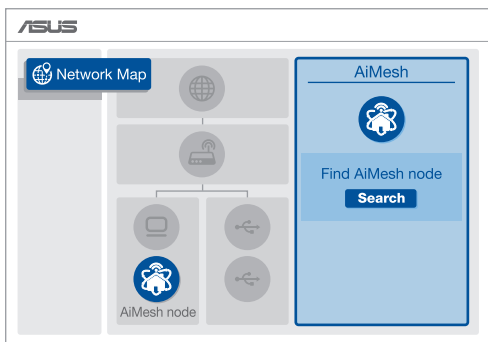 ASUS
Network Map
AiMesh
Find AiMesh node
Search
AiMesh node